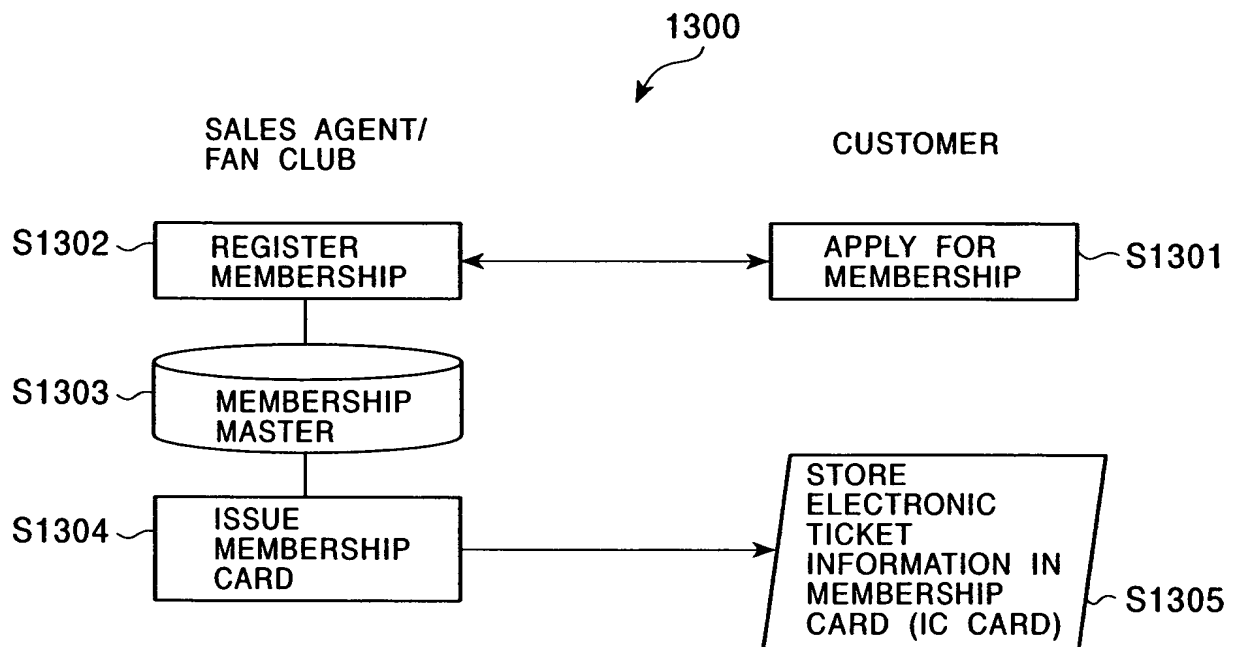 1300
SALES AGENT/
FAN CLUB
CUSTOMER
S1302
REGISTER
MEMBERSHIP
APPLY FOR
MEMBERSHIP
S1301
S1303
MEMBERSHIP
MASTER
S1304
ISSUE
MEMBERSHIP
CARD
STORE
ELECTRONIC
TICKET
INFORMATION IN
MEMBERSHIP
CARD (IC CARD)
S1305